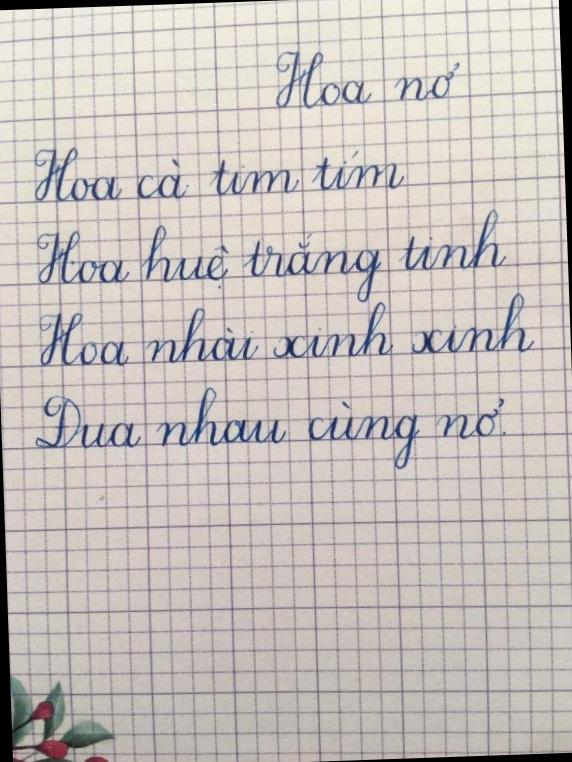 Hoa nở
Hoa cà tim tím
Hoa huệ trắng tinh
Hoa nhài xinh xinh
Đua nhau cùng nở.